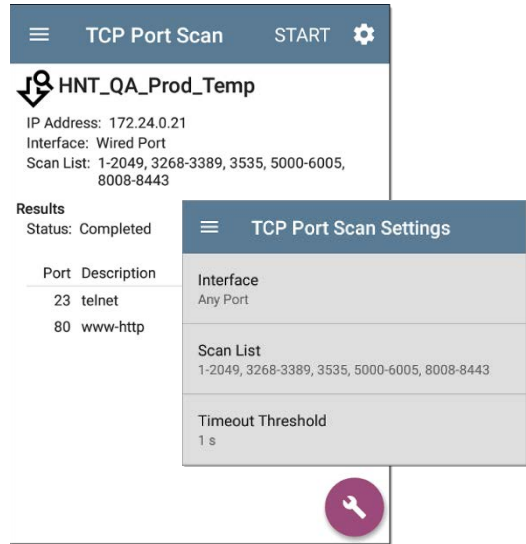 TCP Port Scan START
HNT_QA_Prod_Temp
IP Address: 172.24.0.21
Interface: Wired Port
Scan List: 1-2049, 3268-3389, 3535, 5000-6005,
8008-8443
Results
Status: Completed
Port Description
23 telnet
80 www-http
TCP Port Scan Settings
Interface
Any Port
Scan List
1-2049, 3268-3389, 3535, 5000-6005, 8008-8443
Timeout Threshold
1 s